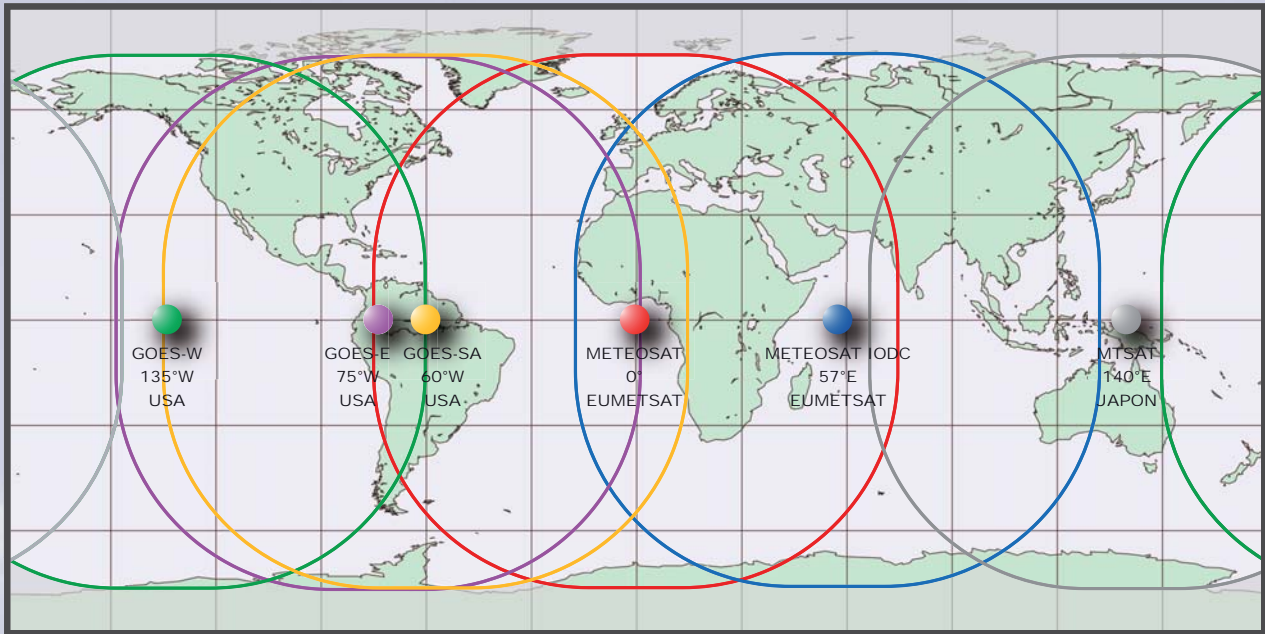 GOES-W
135°W
USA
GOES-E
75°W
USA
GOES-SA
60°W
USA
METEOSAT
0°
EUMETSAT
METEOSAT IODC
57°E
EUMETSAT
MTSAT
140°E
JAPON